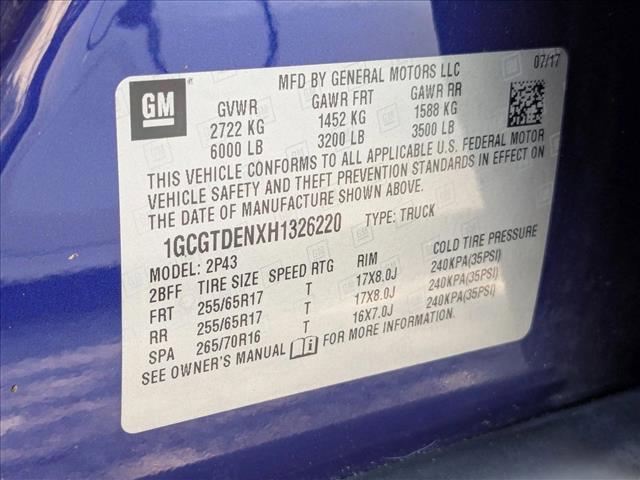 07/17
GM
MFD BY GENERAL MOTORS LLC
GVWR GAWR FRT GAWR RR
2722 KG 1452 KG 1588 KG
6000 LB 3200 LB 3500 LB
THIS VEHICLE CONFORMS TO ALL APPLICABLE U.S. FEDERAL MOTOR
VEHICLE SAFETY AND THEFT PREVENTION STANDARDS IN EFFECT ON
THE DATE OF MANUFACTURE SHOWN ABOVE.
1GCGTDENXH1326220 TYPE: TRUCK
MODEL: 2P43
2BFF TIRE SIZE SPEED RTG RIM COLD TIRE PRESSURE
FRT 255/65R17 T 17X8.0J 240KPA(35PSI)
RR 255/65R17 T 17X8.0J 240KPA(35PSI)
SPA 265/70R16 T 16X7.0J 240KPA(35PSI)
SEE OWNER'S MANUAL FOR MORE INFORMATION.